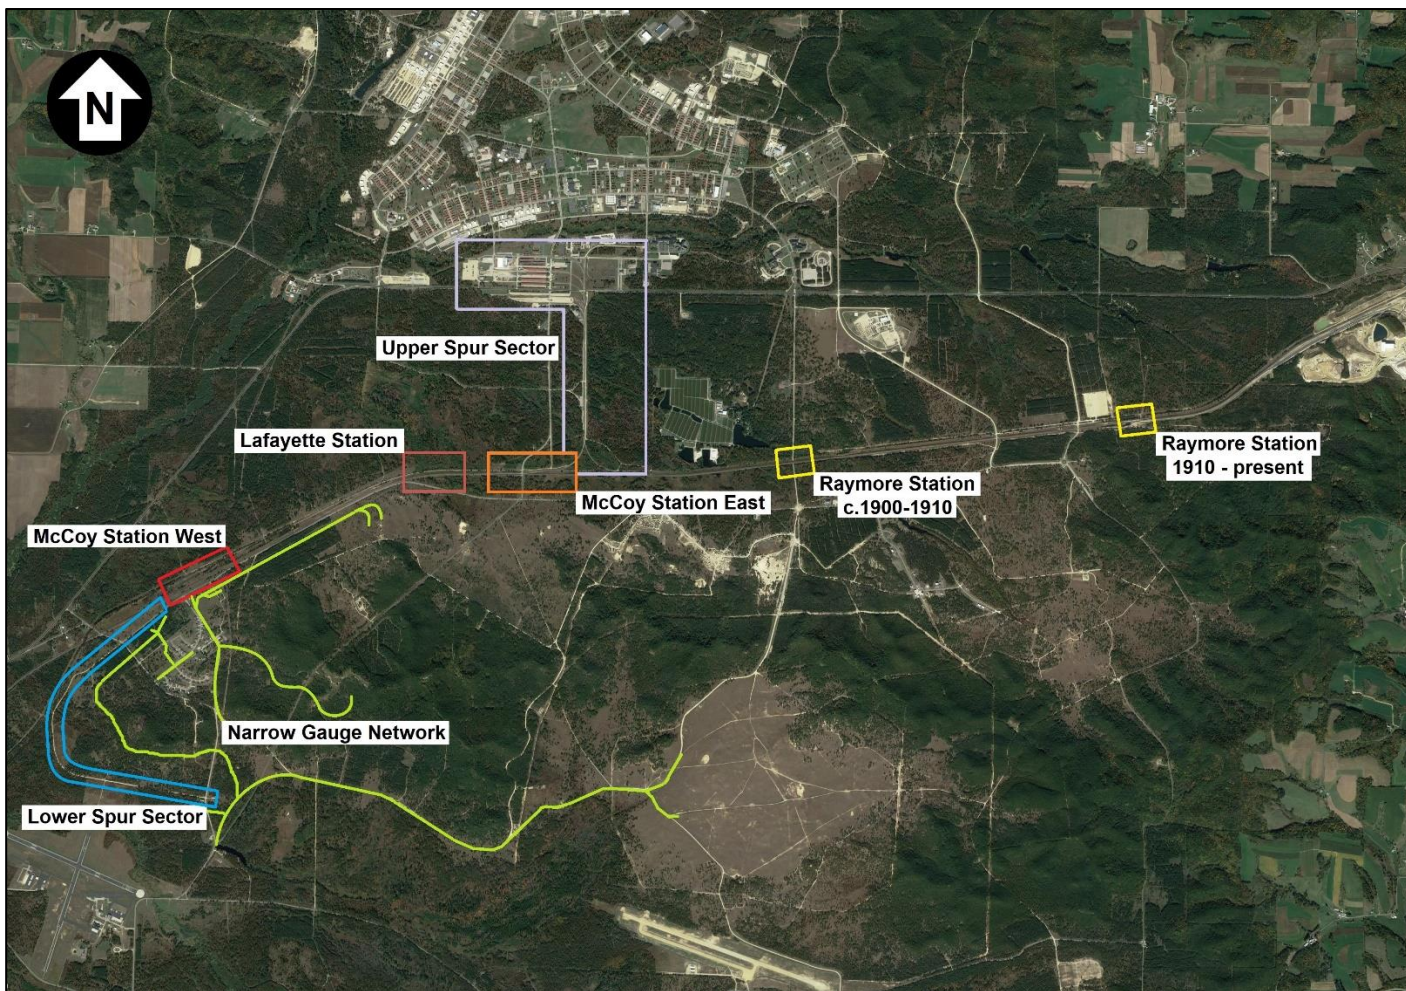 N
Upper Spur Sector
Lafayette Station
McCoy Station East
Raymore Station
c.1900-1910
Raymore Station
1910 - present
McCoy Station West
Narrow Gauge Network
Lower Spur Sector